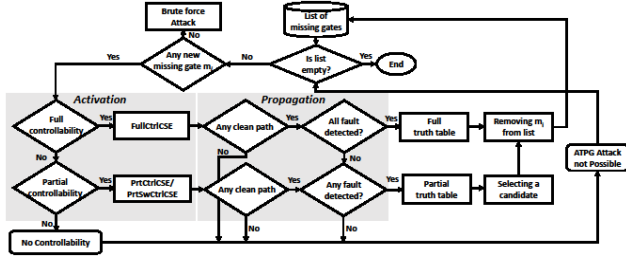 Brute force
Attack
List of
missing gates
No
Yes
Any new
missing gate mi
No
Is list
empty?
Yes
End
Activation
Propagation
Full
controllability
Yes
FullCtrlCSE
Any clean path
Yes
All fault
detected?
Yes
Full
truth table
Removing mi
from list
No
No
No
ATPG Attack
not Possible
Partial
controllability
Yes
PrtCtrlCSE/
PrtSwCtrlCSE
Any clean path
Yes
Any fault
detected?
Yes
Partial
truth table
Selecting a
candidate
No
No
No
No
No Controllability